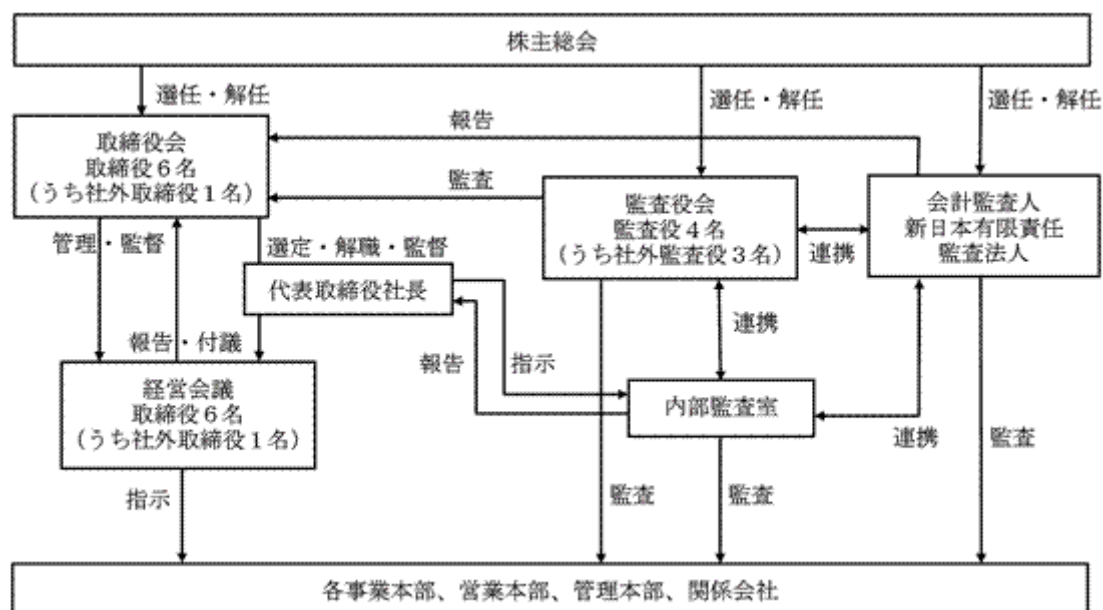 株主総会
選任・解任
選任・解任
選任・解任
報告
取締役会
取締役6名
(うち社外取締役1名)
監査
監査役会
監査役4名
(うち社外監査役3名)
会計監査人
新日本有限責任
監査法人
連携
管理・監督
選定・解職・監督
代表取締役社長
連携
報告・付議
報告
指示
経営会議
取締役6名
(うち社外取締役1名)
内部監査室
連携
監査
指示
監査
監査
各事業本部、営業本部、管理本部、関係会社